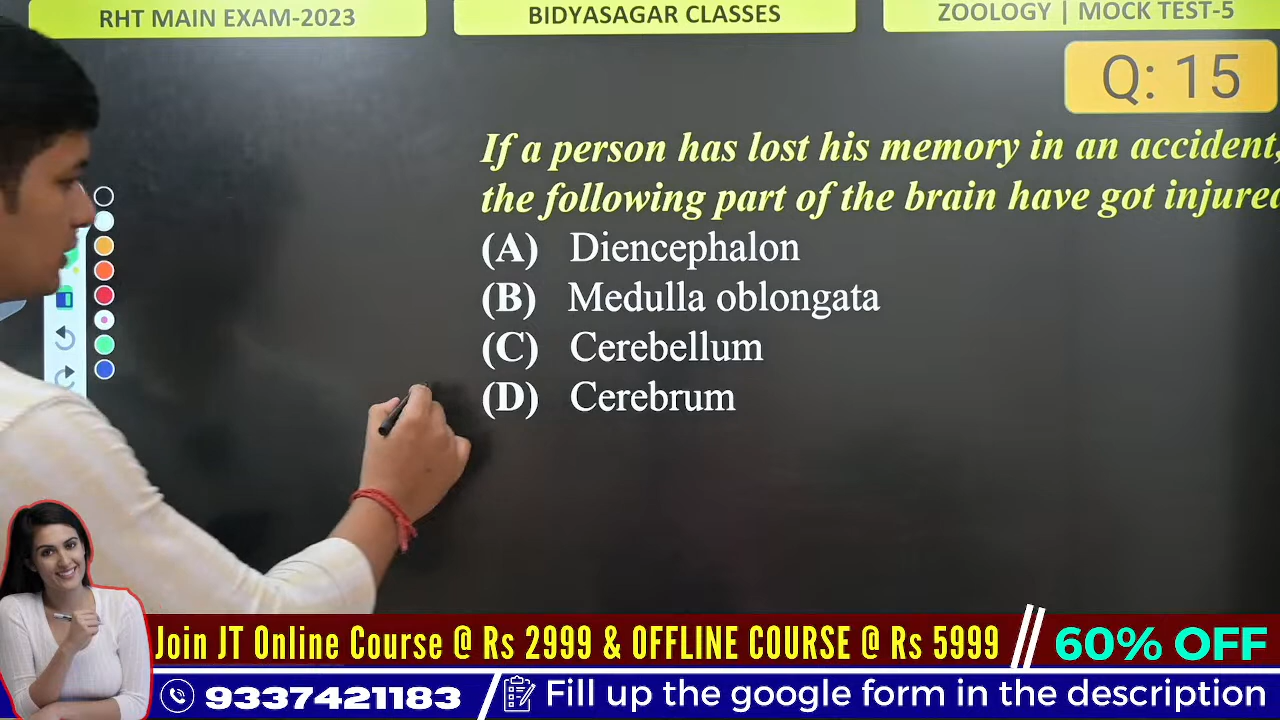 RHT MAIN EXAM-2023
BIDYASAGAR CLASSES
ZOOLOGY | MOCK TEST-5
Q: 15
If a person has lost his memory in an accident,
the following part of the brain have got injured
(A) Diencephalon
(B) Medulla oblongata
(C) Cerebellum
(D) Cerebrum
Join JT Online Course @ Rs 2999 & OFFLINE COURSE @ Rs 5999 // 60% OFF
9337421183 / Fill up the google form in the description